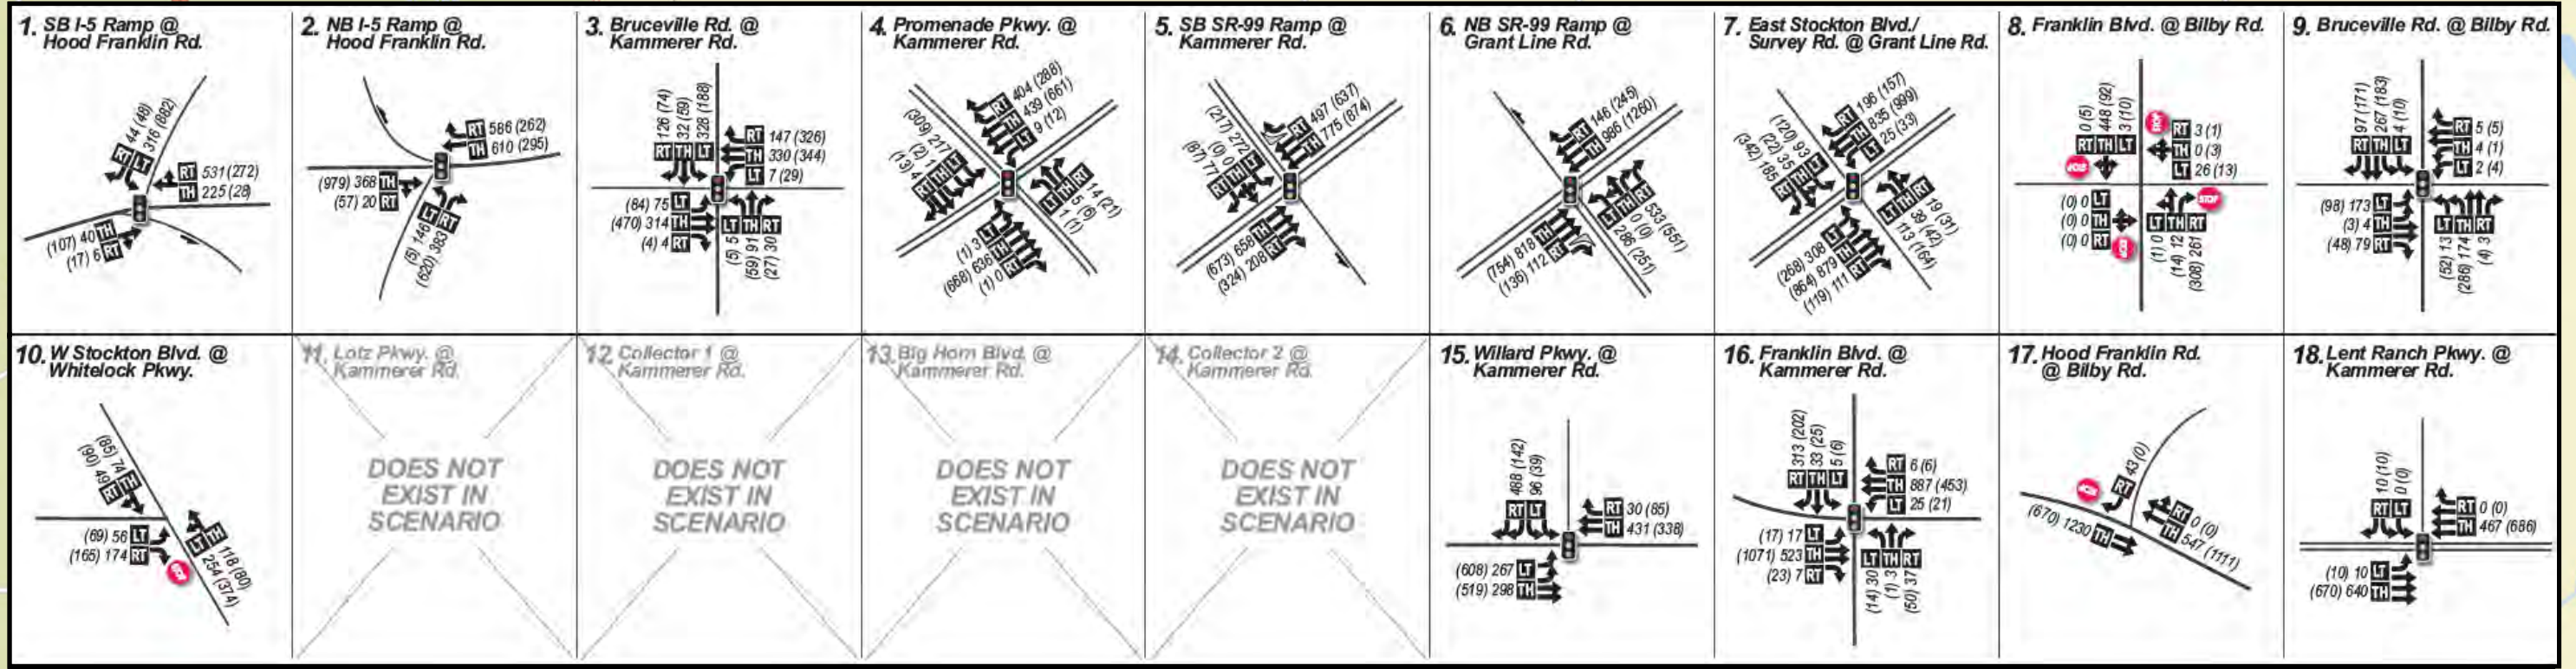 1. SB I-5 Ramp @
Hood Franklin Rd.
44 (48)
316 (882)
RT LT
RT 531 (272)
TH 225 (28)
(107) 40 TH
(17) 6 RT
2. NB I-5 Ramp @
Hood Franklin Rd.
RT 586 (262)
TH 610 (295)
(979) 368 TH
(57) 20 RT
LT RT
(5) 146
(620) 383
3. Bruceville Rd. @
Kammerer Rd.
126 (74)
32 (59)
328 (188)
RT TH LT
RT 147 (326)
TH 330 (344)
LT 7 (29)
(84) 75 LT
(470) 314 TH
(4) 4 RT
LT TH RT
(5) 5
(59) 91
(27) 30
4. Promenade Pkwy. @
Kammerer Rd.
(309) 217 LT
(2) 1 TH
(13) 4 RT
RT 404 (288)
TH 439 (661)
LT 9 (12)
(1) 3 LT
(668) 636 TH
(1) 0 RT
LT TH RT
14 (21)
5 (6)
1 (1)
5. SB SR-99 Ramp @
Kammerer Rd.
(217) 272 LT
(0) 0 TH
(87) 77 RT
RT 497 (637)
TH 775 (874)
(673) 658 TH
(324) 208 RT
6. NB SR-99 Ramp @
Grant Line Rd.
RT 146 (245)
TH 986 (1260)
(754) 818 TH
(136) 112 RT
LT TH RT
533 (551)
0 (0)
286 (251)
7. East Stockton Blvd./
Survey Rd. @ Grant Line Rd.
(120) 93 LT
(22) 35 TH
(342) 185 RT
RT 196 (157)
TH 835 (999)
LT 25 (33)
(268) 308 LT
(864) 879 TH
(119) 111 RT
LT TH RT
19 (31)
39 (42)
113 (164)
8. Franklin Blvd. @ Bilby Rd.
0 (5)
448 (92)
3 (10)
RT TH LT
STOP
RT 3 (1)
TH 0 (3)
LT 26 (13)
STOP
(0) 0 LT
(0) 0 TH
(0) 0 RT
STOP
STOP
LT TH RT
(1) 0
(14) 12
(308) 261
9. Bruceville Rd. @ Bilby Rd.
97 (171)
267 (183)
4 (10)
RT TH LT
RT 5 (5)
TH 4 (1)
LT 2 (4)
(98) 173 LT
(3) 4 TH
(48) 79 RT
LT TH RT
(52) 13
(286) 174
(4) 3
10. W Stockton Blvd. @
Whitelock Pkwy.
(85) 74 TH
(90) 49 RT
(69) 56 LT
(165) 174 RT
STOP
LT TH
118 (80)
254 (374)
11. Lotz Pkwy. @
Kammerer Rd.
DOES NOT
EXIST IN
SCENARIO
12. Collector 1 @
Kammerer Rd.
DOES NOT
EXIST IN
SCENARIO
13. Big Horn Blvd. @
Kammerer Rd.
DOES NOT
EXIST IN
SCENARIO
14. Collector 2 @
Kammerer Rd.
DOES NOT
EXIST IN
SCENARIO
15. Willard Pkwy. @
Kammerer Rd.
488 (142)
96 (39)
RT LT
RT 30 (85)
TH 431 (338)
(608) 267 LT
(519) 298 TH
16. Franklin Blvd. @
Kammerer Rd.
313 (202)
33 (25)
5 (6)
RT TH LT
RT 6 (6)
TH 887 (453)
LT 25 (21)
(17) 17 LT
(1071) 523 TH
(23) 7 RT
LT TH RT
(14) 30
(1) 3
(50) 37
17. Hood Franklin Rd.
@ Bilby Rd.
STOP
RT 43 (0)
(670) 1230 TH
RT 0 (0)
TH 547 (1111)
18. Lent Ranch Pkwy. @
Kammerer Rd.
10 (10)
0 (0)
RT LT
RT 0 (0)
TH 467 (686)
(10) 10 LT
(670) 640 TH